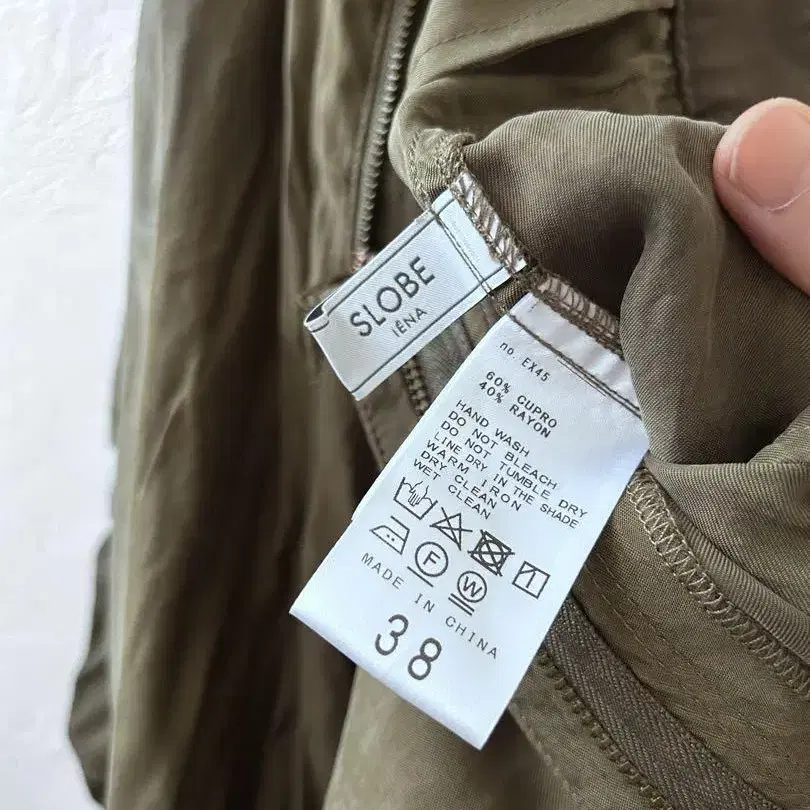 SLOBE
IÉNA
no. EX45
60% CUPRO
40% RAYON
HAND WASH
DO NOT BLEACH
DO NOT TUMBLE DRY
LINE DRY IN THE SHADE
WARM IRON
DRY CLEAN
WET CLEAN
F
W
MADE IN CHINA
38